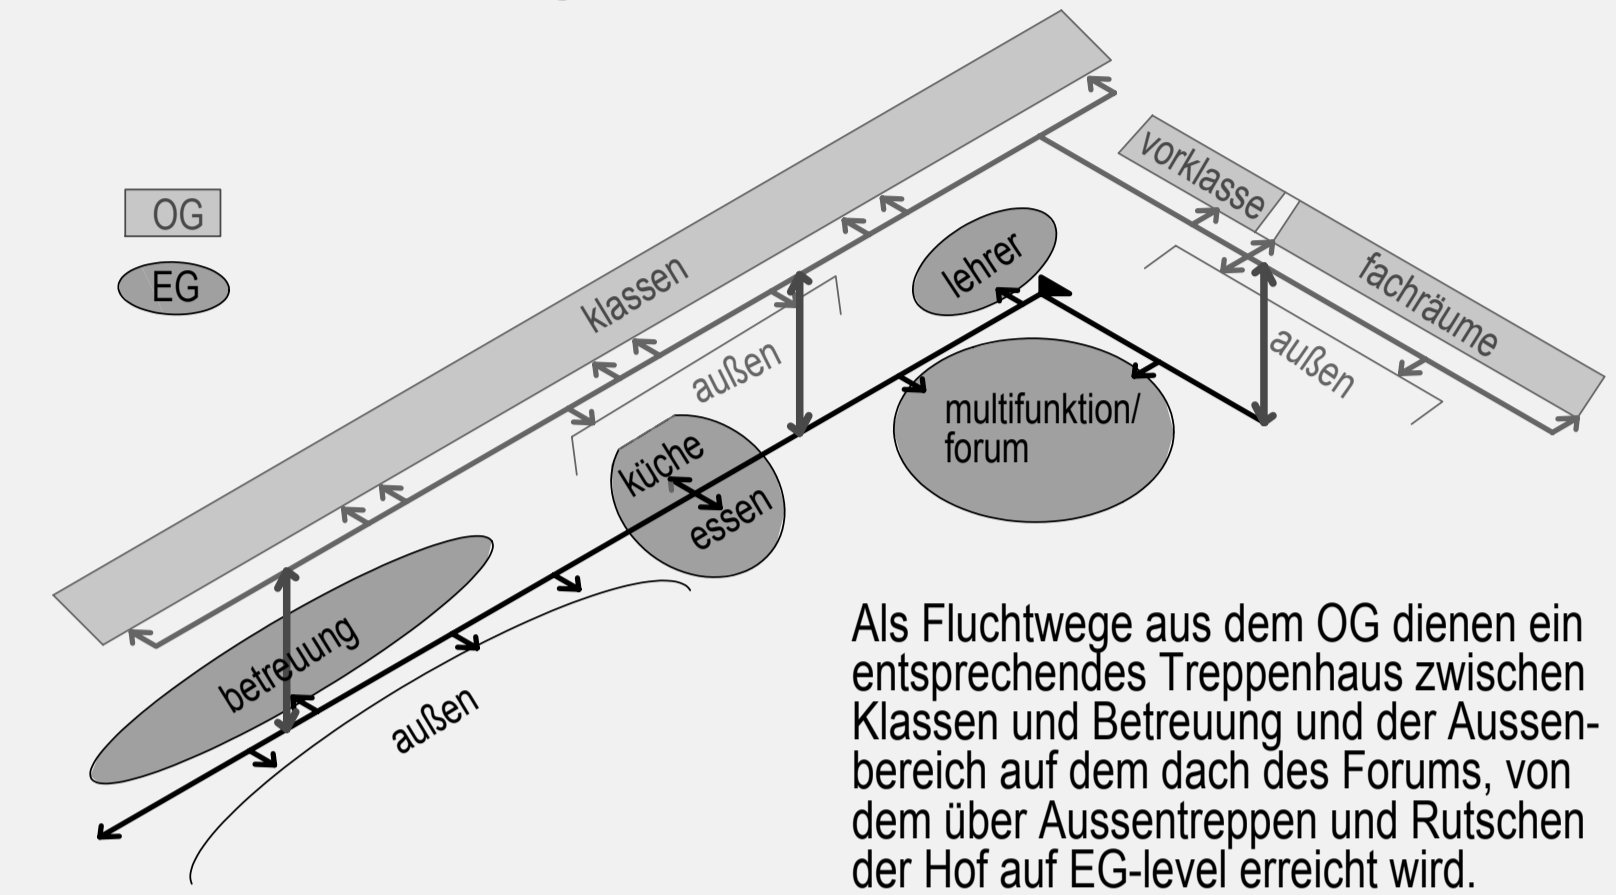 vorklasse
OG
EG
klassen
lehrer
fachräume
außen
außen
multifunktion/
forum
küche
essen
betreuung
außen
Als Fluchtwege aus dem OG dienen ein
entsprechendes Treppenhaus zwischen
Klassen und Betreuung und der Aussen-
bereich auf dem dach des Forums, von
dem über Aussentreppen und Rutschen
der Hof auf EG-level erreicht wird.